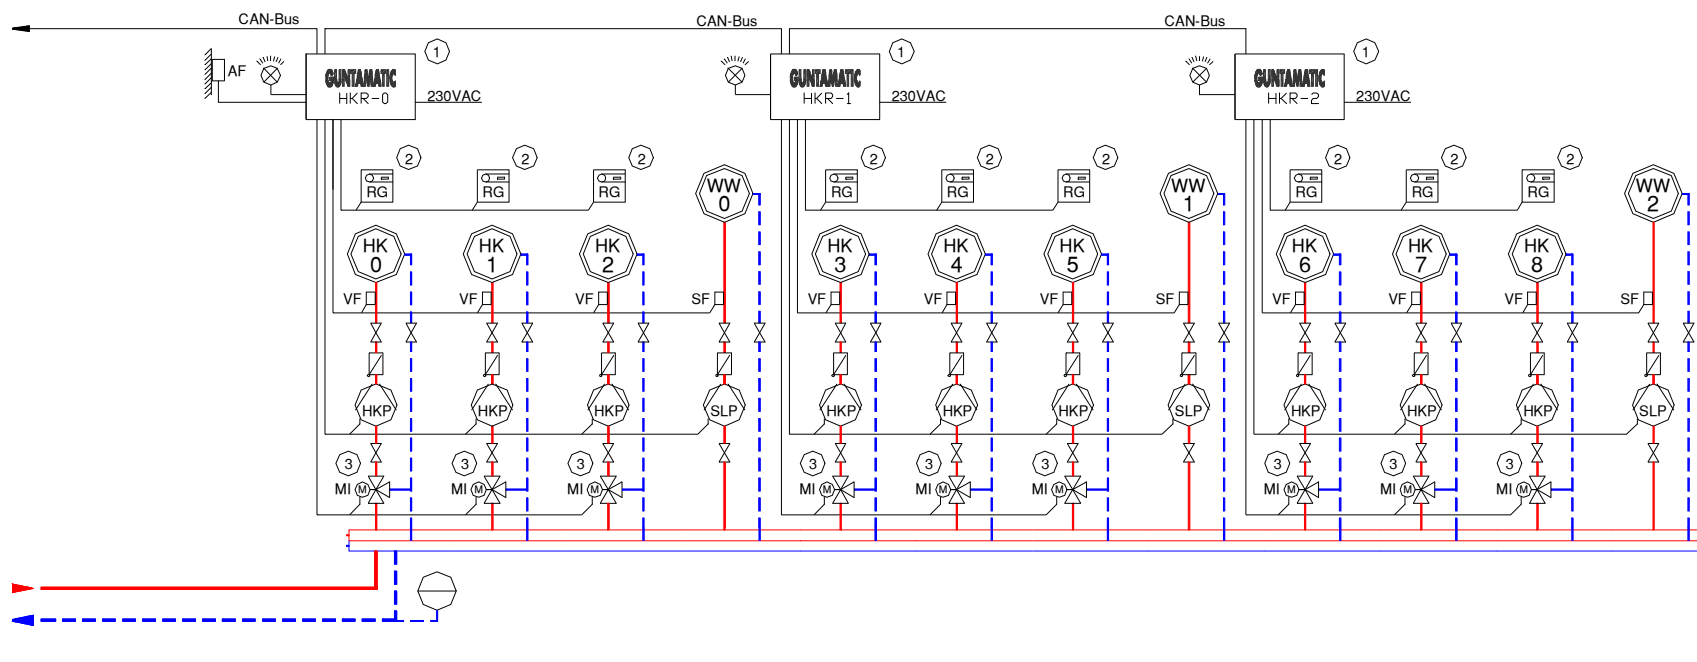 CAN-Bus CAN-Bus CAN-Bus
1 1 1
AF GUNTAMATIC GUNTAMATIC GUNTAMATIC
HKR-0 230VAC HKR-1 230VAC HKR-2 230VAC
2 2 2 2 2 2 2 2 2
RG RG RG WW RG RG RG WW RG RG RG WW
0 1 2
HK HK HK HK HK HK HK HK HK
0 1 2 3 4 5 6 7 8
VF VF VF SF VF VF VF SF VF VF VF SF
HKP HKP HKP SLP HKP HKP HKP SLP HKP HKP HKP SLP
3 3 3 3 3 3 3 3 3
MI M MI M MI M MI M MI M MI M MI M MI M MI M